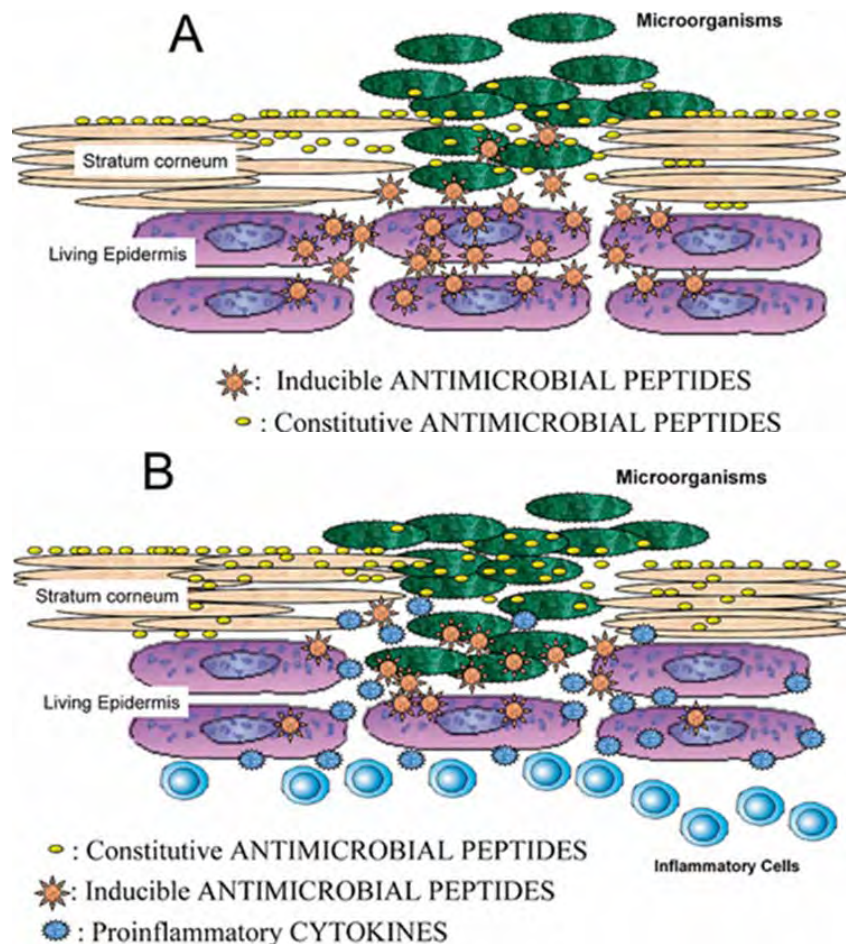 A
Microorganisms
Stratum corneum
Living Epidermis
: Inducible ANTIMICROBIAL PEPTIDES
: Constitutive ANTIMICROBIAL PEPTIDES
B
Microorganisms
Stratum corneum
Living Epidermis
: Constitutive ANTIMICROBIAL PEPTIDES
Inflammatory Cells
: Inducible ANTIMICROBIAL PEPTIDES
: Proinflammatory CYTOKINES